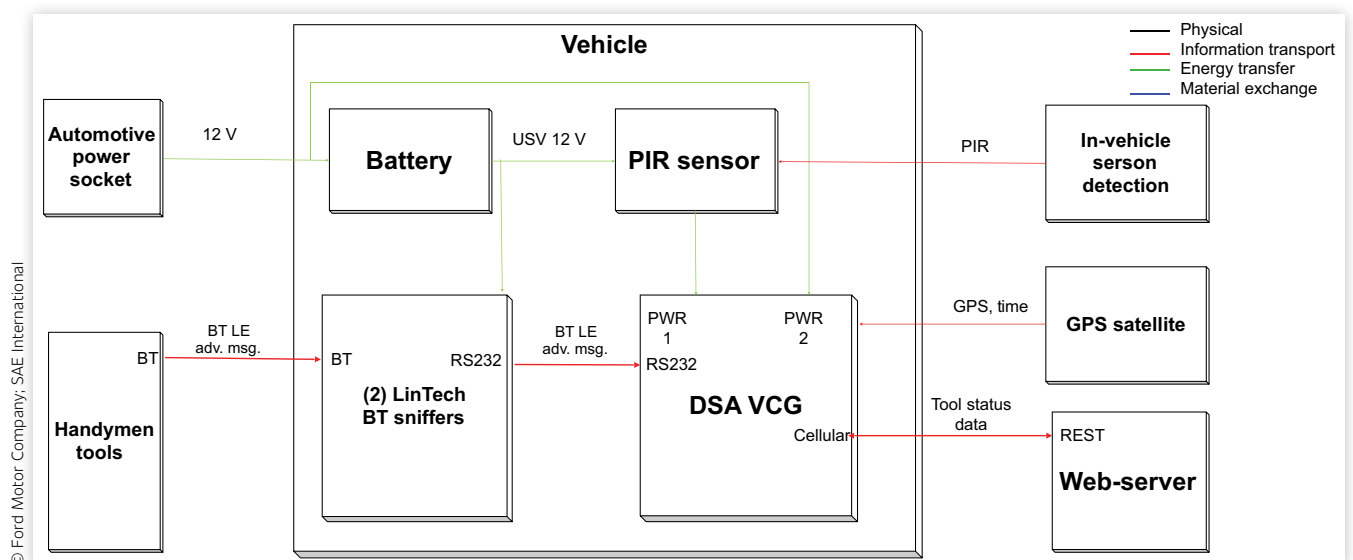 Vehicle
Physical
Information transport
Energy transfer
Material exchange
Automotive
power
socket
12 V
Battery
USV 12 V
PIR sensor
PIR
In-vehicle
serson
detection
GPS, time
GPS satellite
Handymen
tools
BT
BT LE
adv. msg.
BT
RS232
(2) LinTech
BT sniffers
BT LE
adv. msg.
PWR
1
PWR
2
RS232
DSA VCG
Cellular
Tool status
data
REST
Web-server
© Ford Motor Company; SAE International